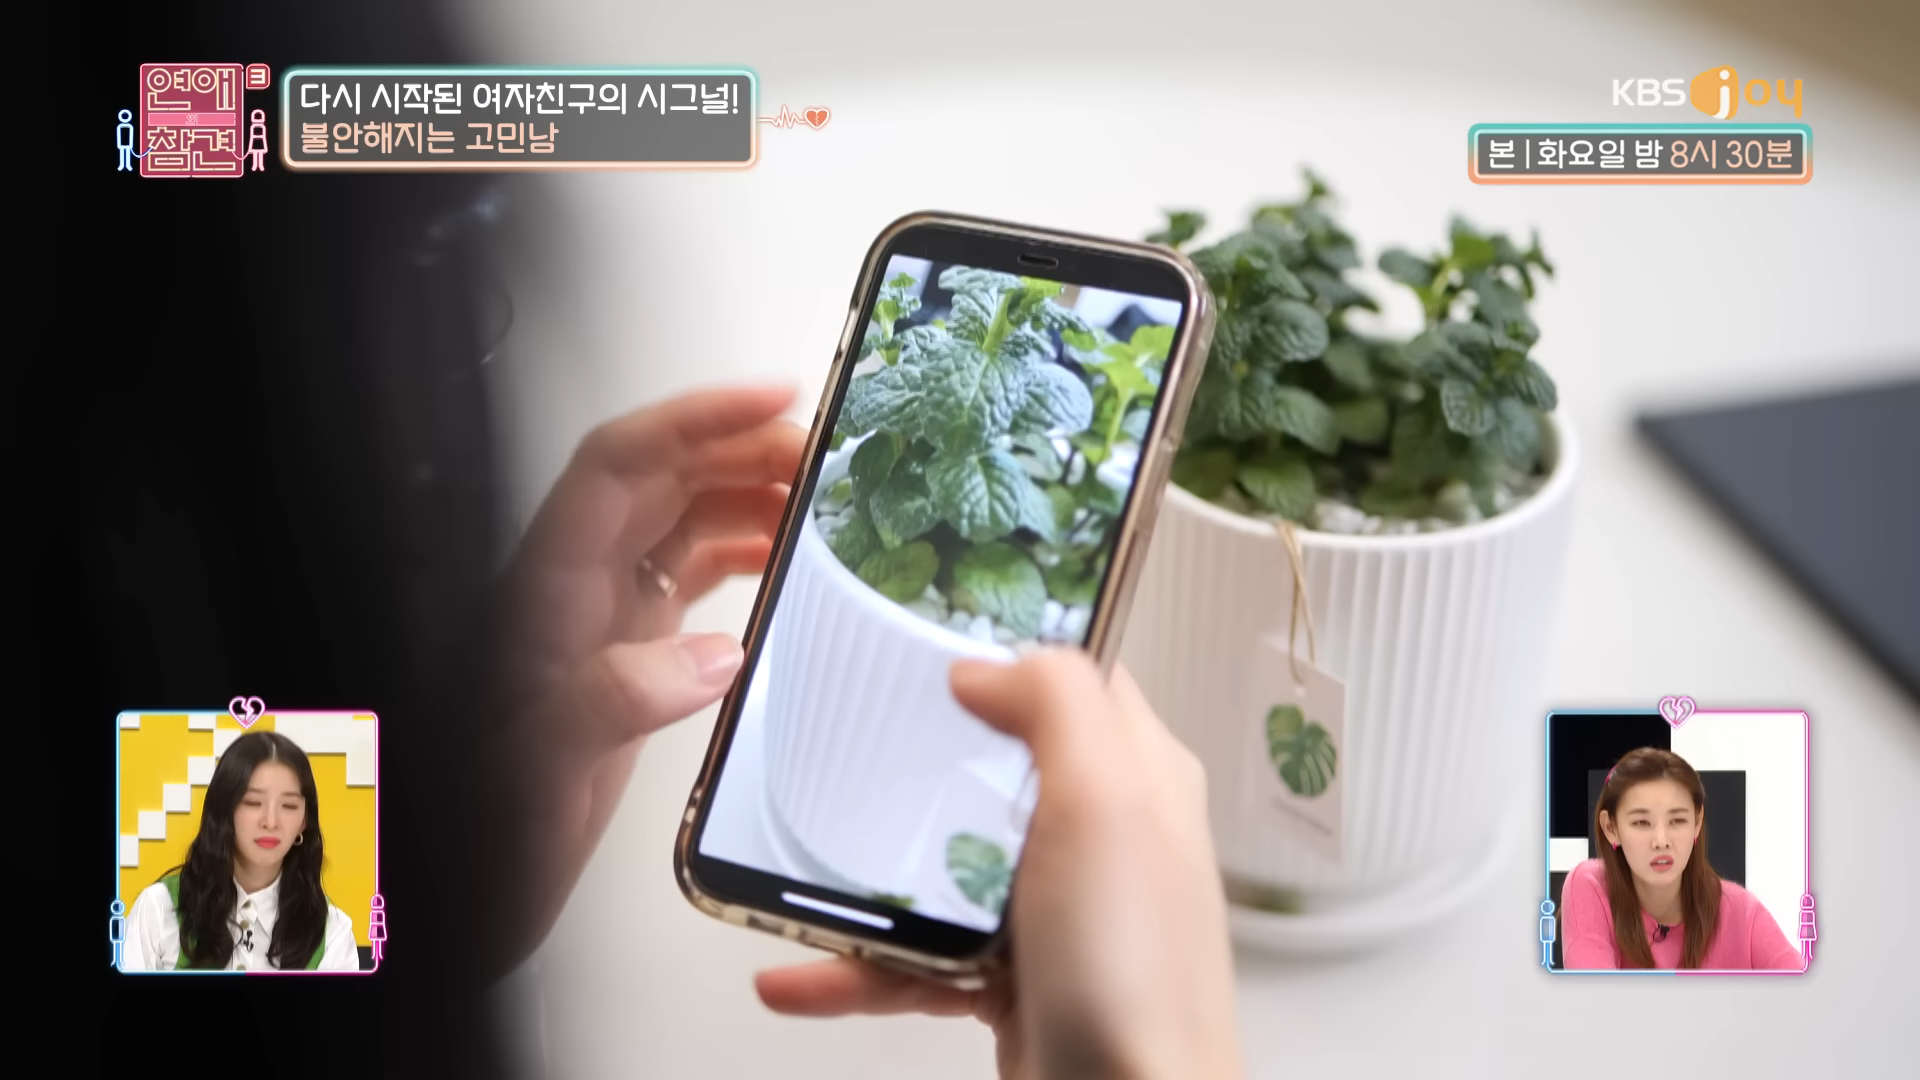 연애의 참견 3
다시 시작된 여자친구의 시그널!
불안해지는 고민남
KBS joy
본 | 화요일 밤 8시 30분